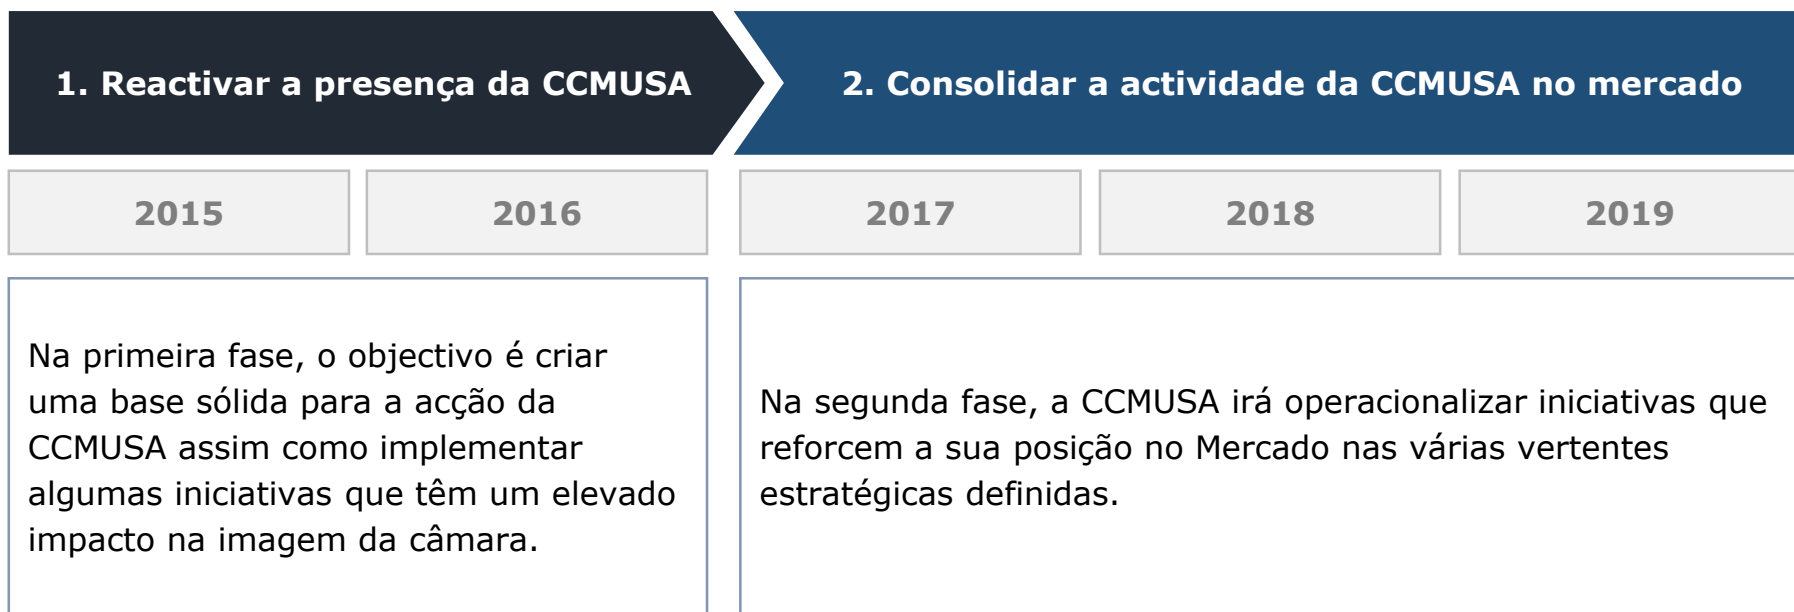 1. Reactivar a presença da CCMUSA
2. Consolidar a actividade da CCMUSA no mercado
2015
2016
2017
2018
2019
Na primeira fase, o objectivo é criar
uma base sólida para a acção da
CCMUSA assim como implementar
algumas iniciativas que têm um elevado
impacto na imagem da câmara.
Na segunda fase, a CCMUSA irá operacionalizar iniciativas que
reforcem a sua posição no Mercado nas várias vertentes
estratégicas definidas.